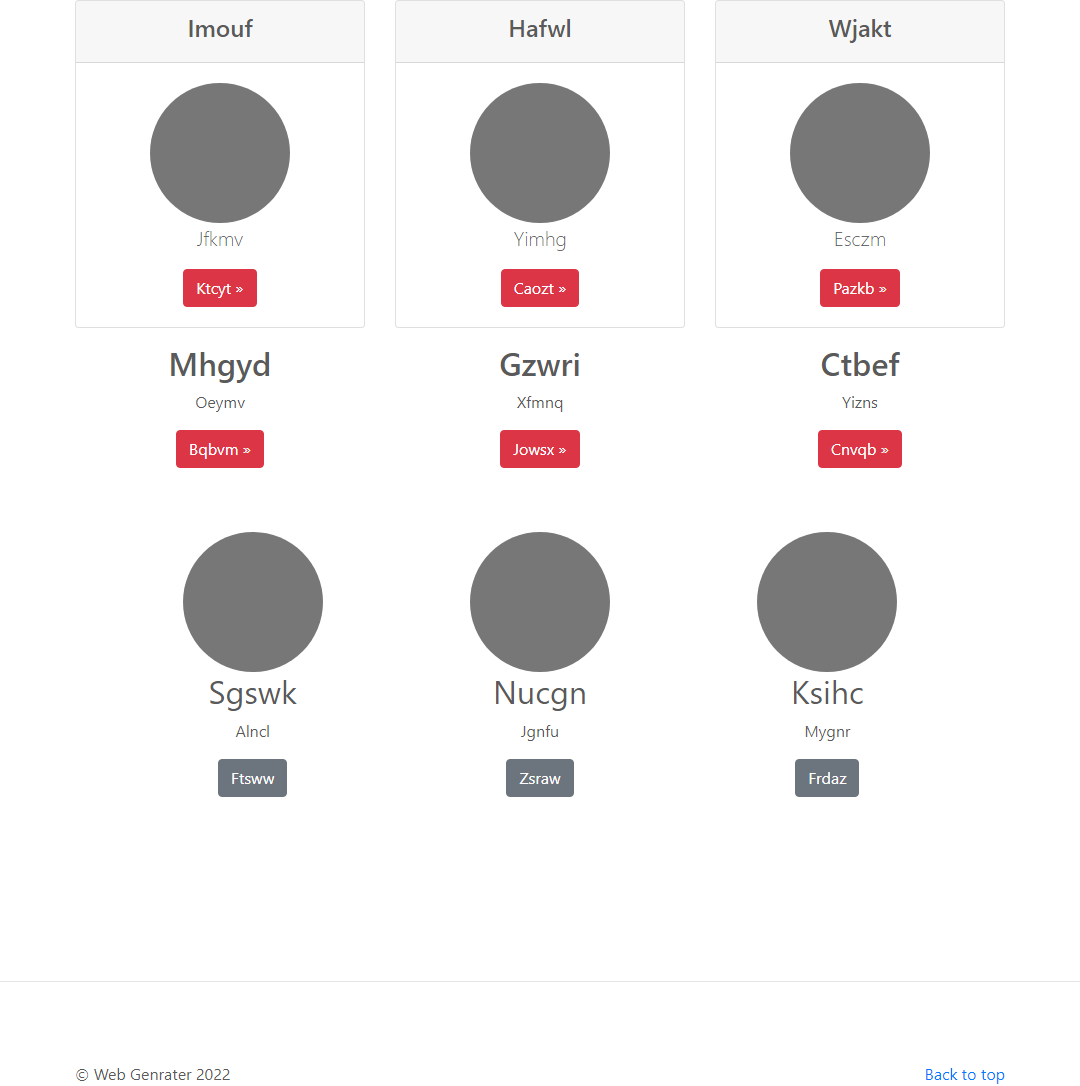 Imouf
Hafwl
Wjakt
Jfkmv
Yimhg
Esczm
Ktcyt »
Caozt »
Pazkb »
Mhgyd
Gzwri
Ctbef
Oeymv
Xfmnq
Yizns
Bqbvm »
Jowsx »
Cnvqb »
Sgswk
Nucgn
Ksihc
Alncl
Jgnfu
Mygnr
Ftsww
Zsraw
Frdaz
© Web Genrater 2022
Back to top